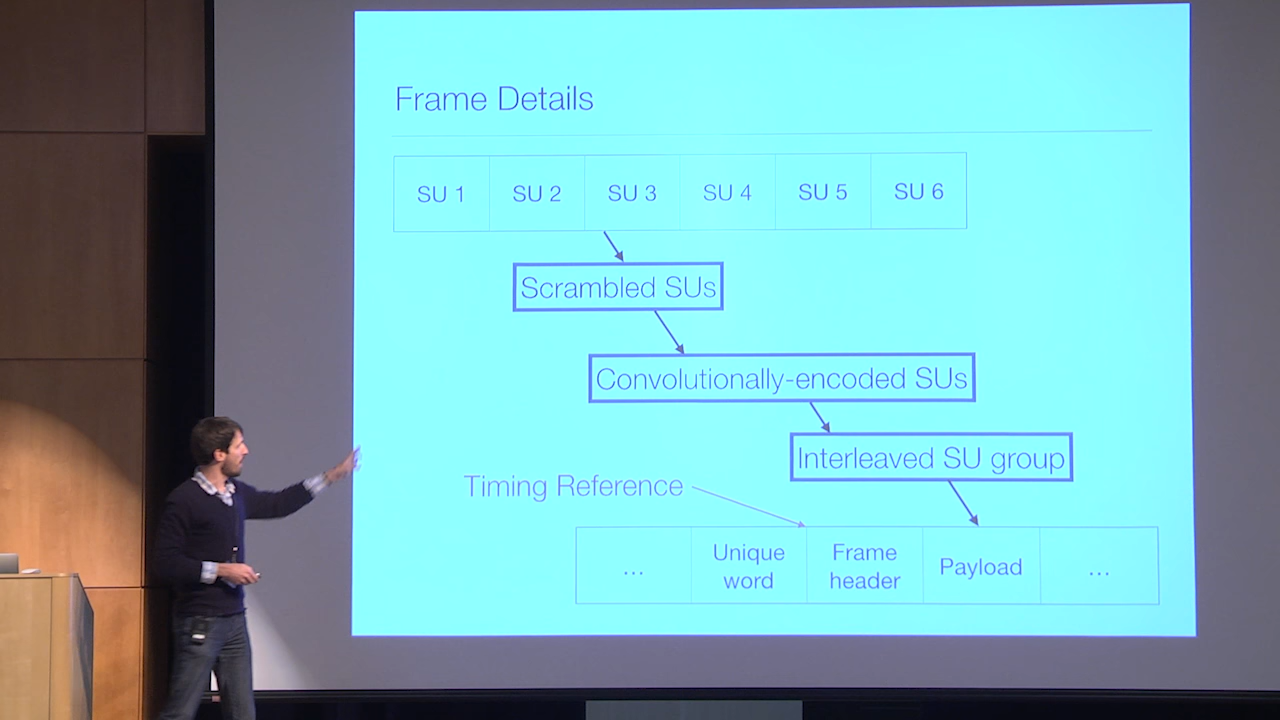 Frame Details
SU 1 SU 2 SU 3 SU 4 SU 5 SU 6
Scrambled SUs
Convolutionally-encoded SUs
Interleaved SU group
Timing Reference
...
Unique
word
Frame
header
Payload
...